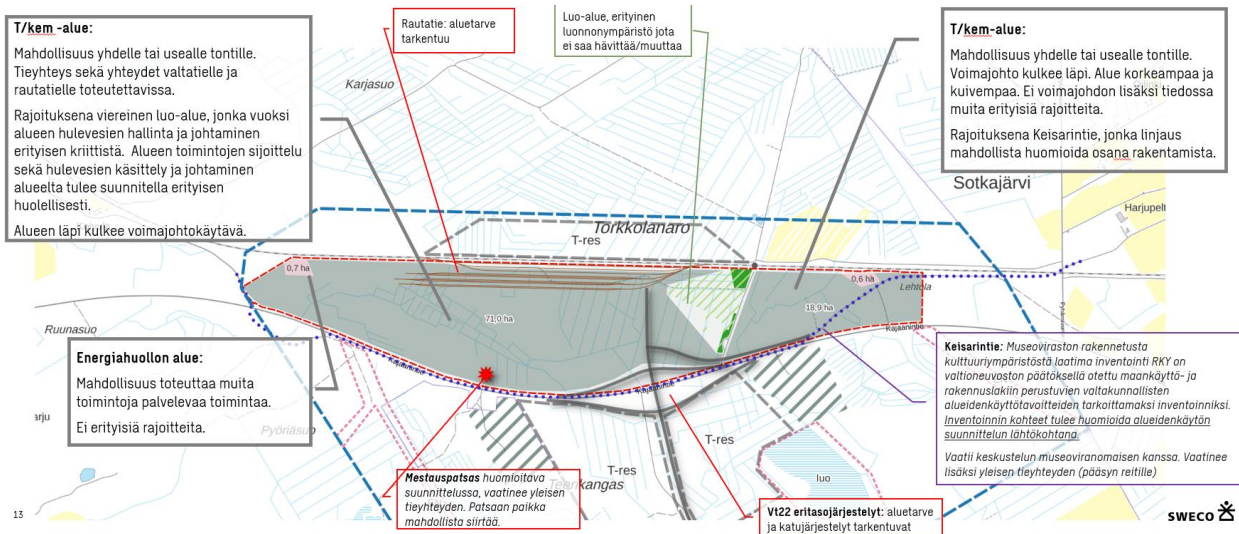 T/kem -alue:
Mahdollisuus yhdelle tai usealle tontille.
Tieyhteys sekä yhteydet valtatielle ja
rautatielle toteutettavissa.
Rajoituksena viereinen luo-alue, jonka vuoksi
alueen hulevesien hallinta ja johtaminen
erityisen kriittistä. Alueen toimintojen sijoittelu
sekä hulevesien käsittely ja johtaminen
alueelta tulee suunnitella erityisen
huolellisesti.
Alueen läpi kulkee voimajohtokäytävä.
Rautatie: aluetarve
tarkentuu
Luo-alue, erityinen
luonnonympäristö jota
ei saa hävittää/muuttaa
T/kem-alue:
Mahdollisuus yhdelle tai usealle tontille.
Voimajohto kulkee läpi. Alue korkeampaa ja
kuivempaa. Ei voimajohdon lisäksi tiedossa
muita erityisiä rajoitteita.
Rajoituksena Keisarintie, jonka linjaus
mahdollista huomioida osana rakentamista.
Karjasuo
Sotkajärvi
Harjupelt
Torkkolanaro
T-res
0,7 ha
0,6 ha
Lehtola
71,0 ha
18,9 ha
Kajaanintie
Ruunasuo
Energiahuollon alue:
Mahdollisuus toteuttaa muita
toimintoja palvelevaa toimintaa.
Ei erityisiä rajoitteita.
arju
Pyöriäsuo
Keisarintie: Museoviraston rakennetusta
kulttuuriympäristöstä laatima inventointi RKY on
valtioneuvoston päätöksellä otettu maankäyttö- ja
rakennuslakiin perustuvien valtakunnallisten
alueidenkäyttötavoitteiden tarkoittamaksi inventoinniksi.
Inventoinnin kohteet tulee huomioida alueidenkäytön
suunnittelun lähtökohtana.
Vaatii keskustelun museoviranomaisen kanssa. Vaatinee
lisäksi yleisen tieyhteyden (pääsyn reitille)
T-res
T-res
Teerikangas
luo
Mestauspatsas huomioitava
suunnittelussa, vaatinee yleisen
tieyhteyden. Patsaan paikka
mahdollista siirtää.
Vt22 eritasojärjestelyt: aluetarve
ja katujärjestelyt tarkentuvat
13
SWECO